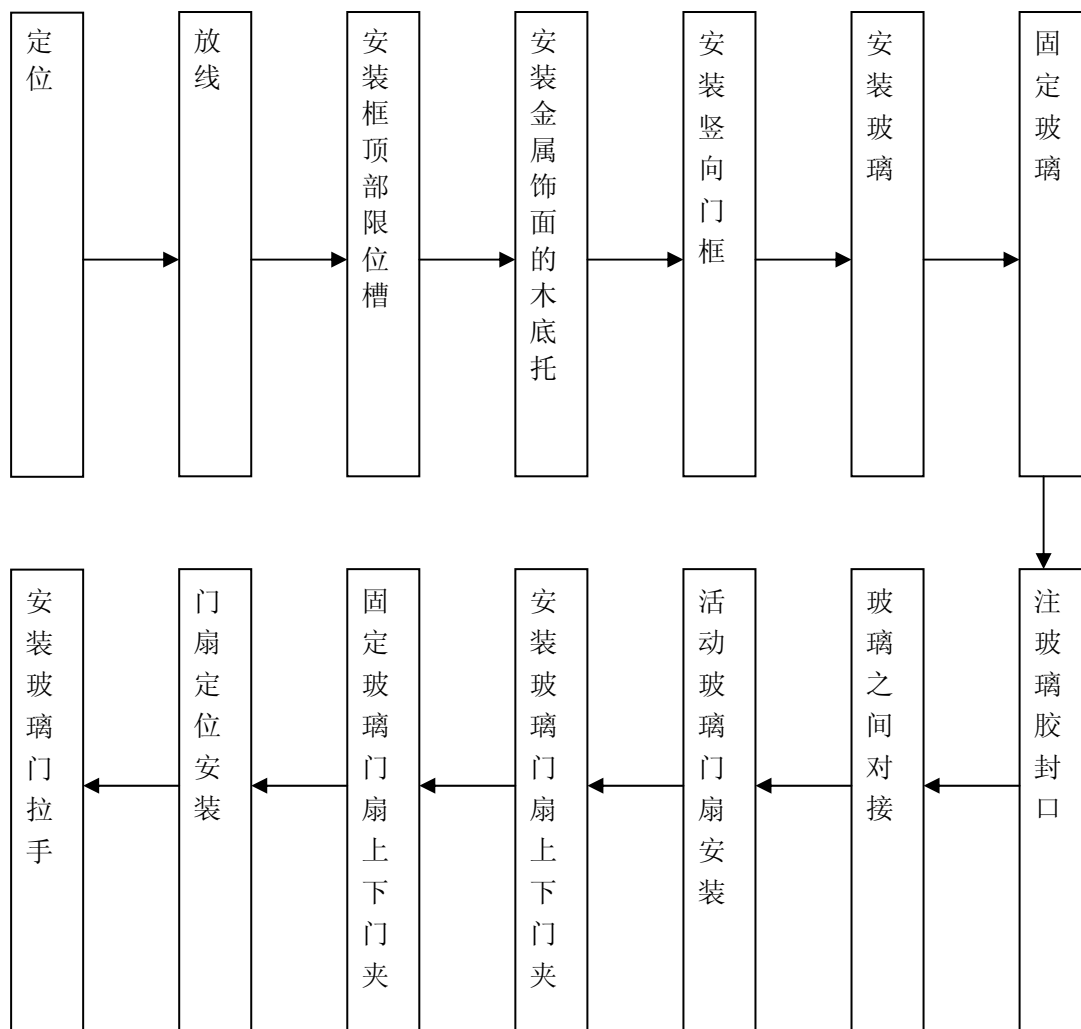 定位
放线
安装框顶部限位槽
安装金属饰面的木底托
安装竖向门框
安装玻璃
固定玻璃
注玻璃胶封口
玻璃之间对接
活动玻璃门扇安装
安装玻璃门扇上下门夹
固定玻璃门扇上下门夹
门扇定位安装
安装玻璃门拉手